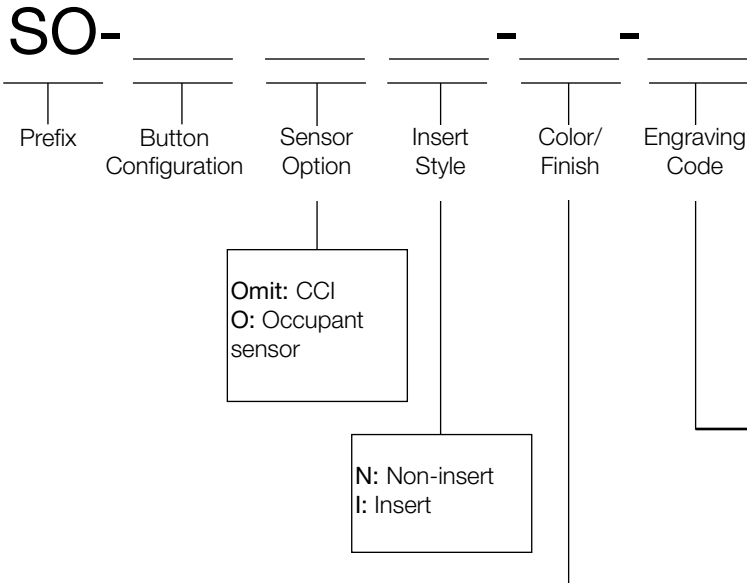 SO-
-
-
Prefix
Button
Configuration
Sensor
Option
Insert
Style
Color/
Finish
Engraving
Code
Omit: CCI
O: Occupant
sensor
N: Non-insert
I: Insert